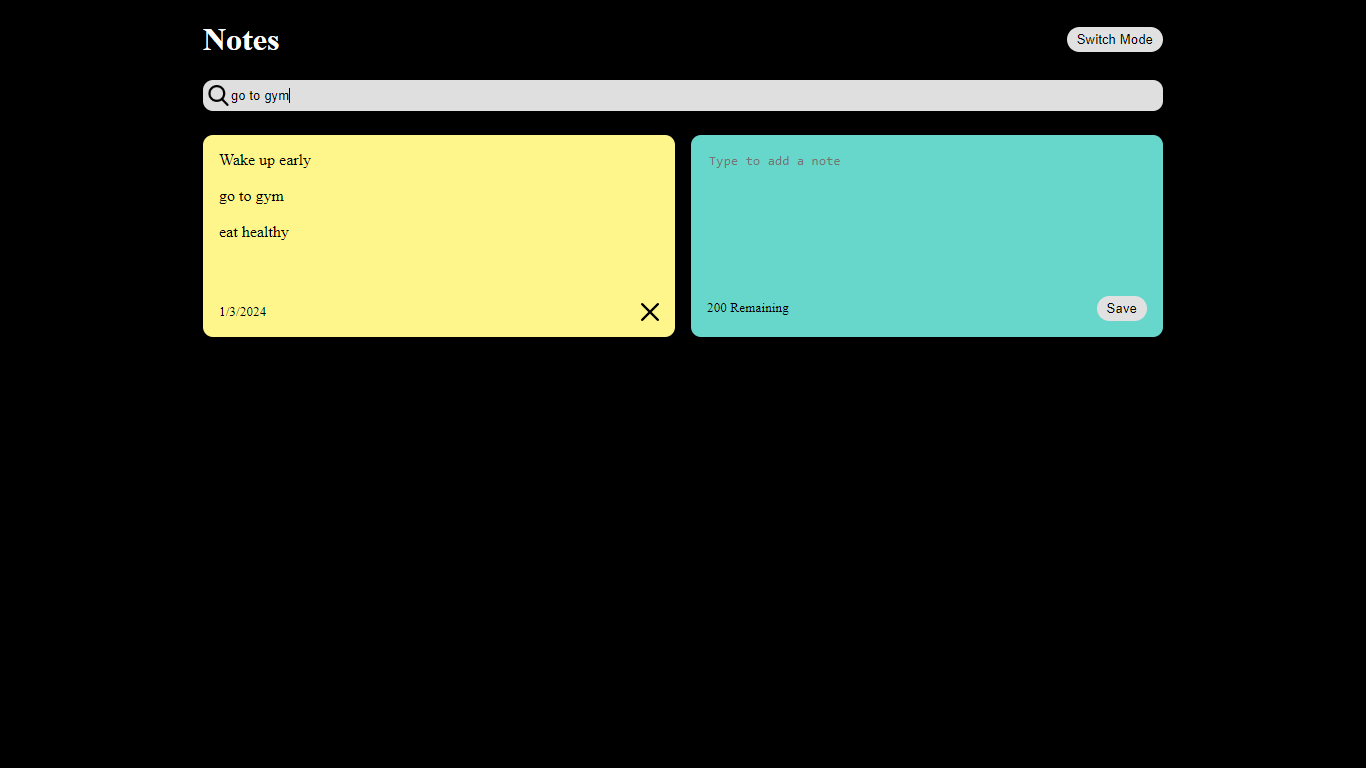 Notes
Switch Mode
go to gym
Wake up early
go to gym
eat healthy
1/3/2024
Type to add a note
200 Remaining
Save